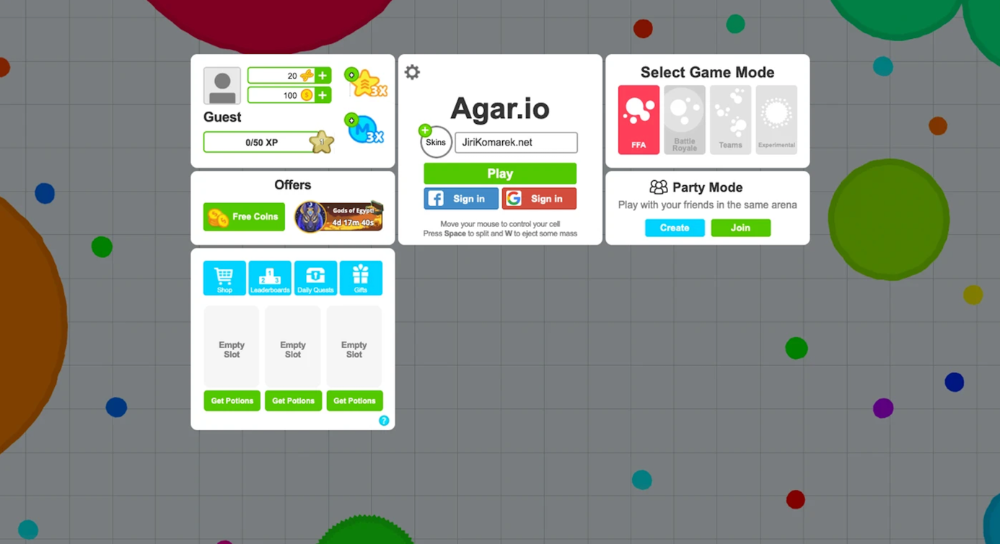 20
100
3X
Guest
0/50 XP
1
M
3X
Offers
Free Coins
Gods of Egypt!
4d 17m 40s
Shop
1
2 3
Leaderboards
Daily Quests
Gifts
Empty
Slot
Empty
Slot
Empty
Slot
Get Potions
Get Potions
Get Potions
?
Agar.io
Skins
JiriKomarek.net
Play
f Sign in
G Sign in
Move your mouse to control your cell
Press Space to split and W to eject some mass
Select Game Mode
FFA
Battle
Royale
Teams
Experimental
Party Mode
Play with your friends in the same arena
Create
Join